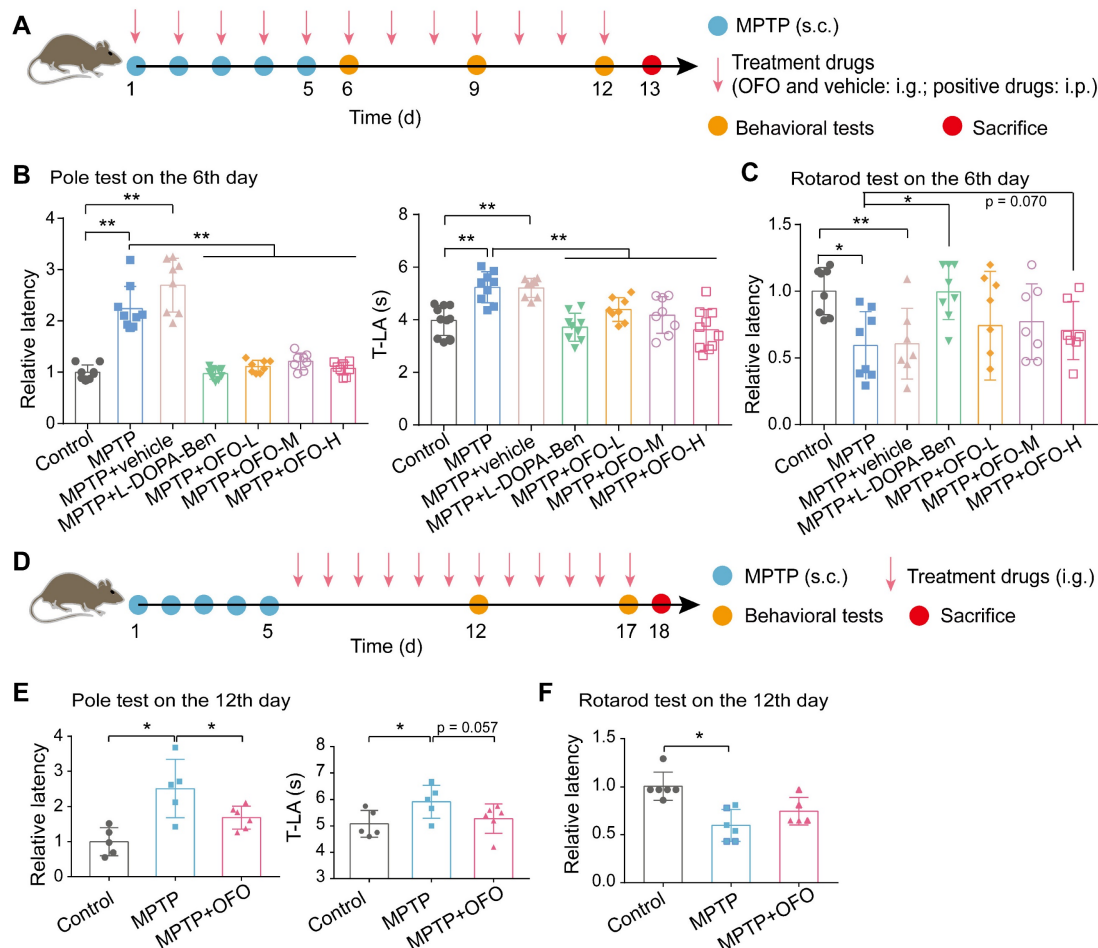 A
MPTP (s.c.)
Treatment drugs
(OFO and vehicle: i.g.; positive drugs: i.p.)
1 5 6 9 12 13
Time (d)
Behavioral tests Sacrifice
B Pole test on the 6th day
Relative latency
4
3
2
1
0
** **
**
Control
MPTP
MPTP+vehicle
MPTP+L-DOPA-Ben
MPTP+OFO-L
MPTP+OFO-M
MPTP+OFO-H
T-LA (s)
8
6
4
2
0
**
** **
Control
MPTP
MPTP+vehicle
MPTP+L-DOPA-Ben
MPTP+OFO-L
MPTP+OFO-M
MPTP+OFO-H
C Rotarod test on the 6th day
Relative latency
1.5
1.0
0.5
0.0
p = 0.070
*
**
*
Control
MPTP
MPTP+vehicle
MPTP+L-DOPA-Ben
MPTP+OFO-L
MPTP+OFO-M
MPTP+OFO-H
D
1 5 12 17 18
Time (d)
MPTP (s.c.) Treatment drugs (i.g.)
Behavioral tests Sacrifice
E Pole test on the 12th day
Relative latency
4
3
2
1
0
* *
Control
MPTP
MPTP+OFO
T-LA (s)
8
7
6
5
4
3
* p = 0.057
Control
MPTP
MPTP+OFO
F Rotarod test on the 12th day
Relative latency
1.5
1.0
0.5
0.0
*
Control
MPTP
MPTP+OFO